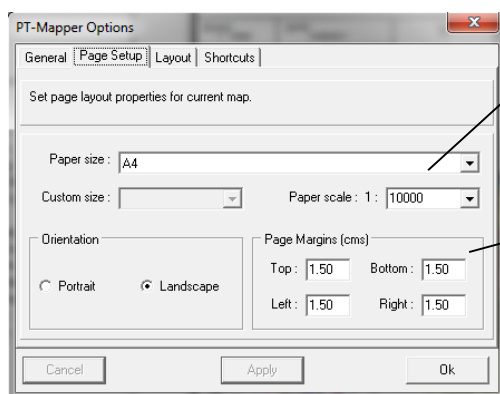 PT-Mapper Options
General Page Setup Layout Shortcuts
Set page layout properties for current map.
Paper size : A4
Custom size : Paper scale : 1 : 10000
Orientation Page Margins (cms)
Top : 1.50 Bottom : 1.50
Portrait Landscape
Left : 1.50 Right : 1.50
Cancel Apply Ok